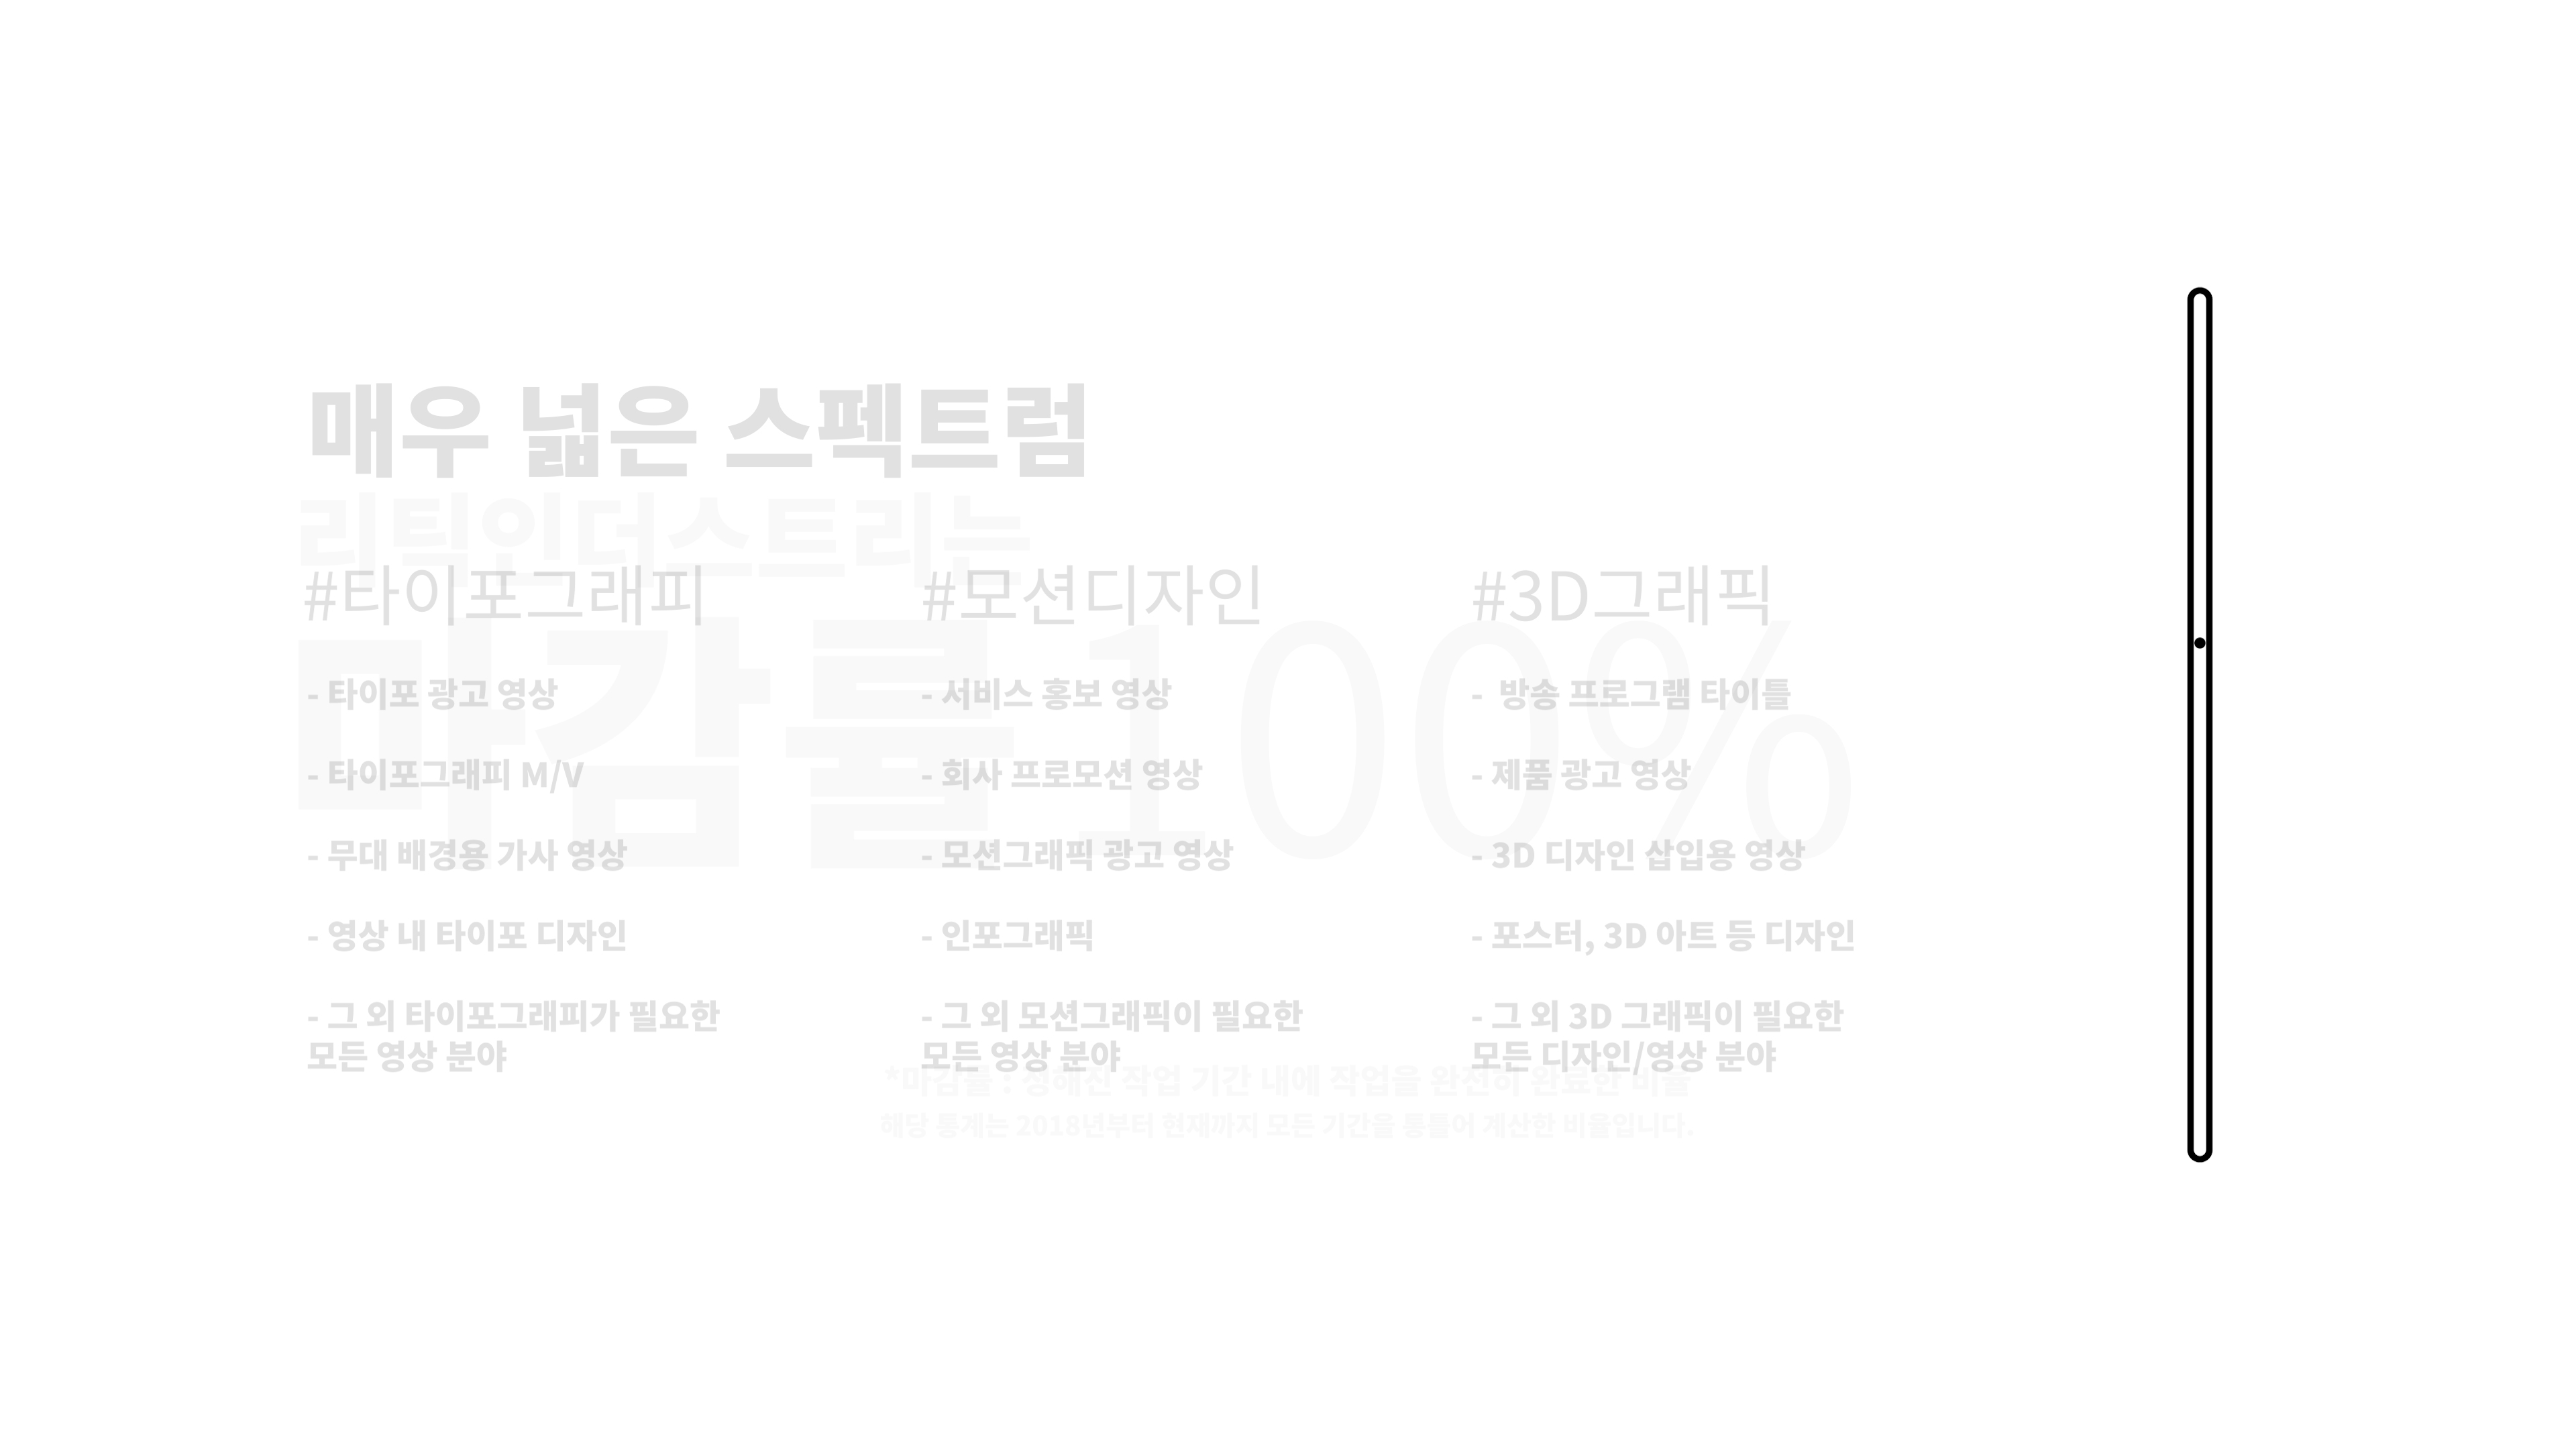 매우 넓은 스펙트럼
리틱인더스트리는
마감률 100%
#타이포그래피
- 타이포 광고 영상
- 타이포그래피 M/V
- 무대 배경용 가사 영상
- 영상 내 타이포 디자인
- 그 외 타이포그래피가 필요한
모든 영상 분야
#모션디자인
- 서비스 홍보 영상
- 회사 프로모션 영상
- 모션그래픽 광고 영상
- 인포그래픽
- 그 외 모션그래픽이 필요한
모든 영상 분야
#3D그래픽
- 방송 프로그램 타이틀
- 제품 광고 영상
- 3D 디자인 삽입용 영상
- 포스터, 3D 아트 등 디자인
- 그 외 3D 그래픽이 필요한
모든 디자인/영상 분야
*마감률 : 정해진 작업 기간 내에 작업을 완전히 완료한 비율
해당 통계는 2018년부터 현재까지 모든 기간을 통틀어 계산한 비율입니다.